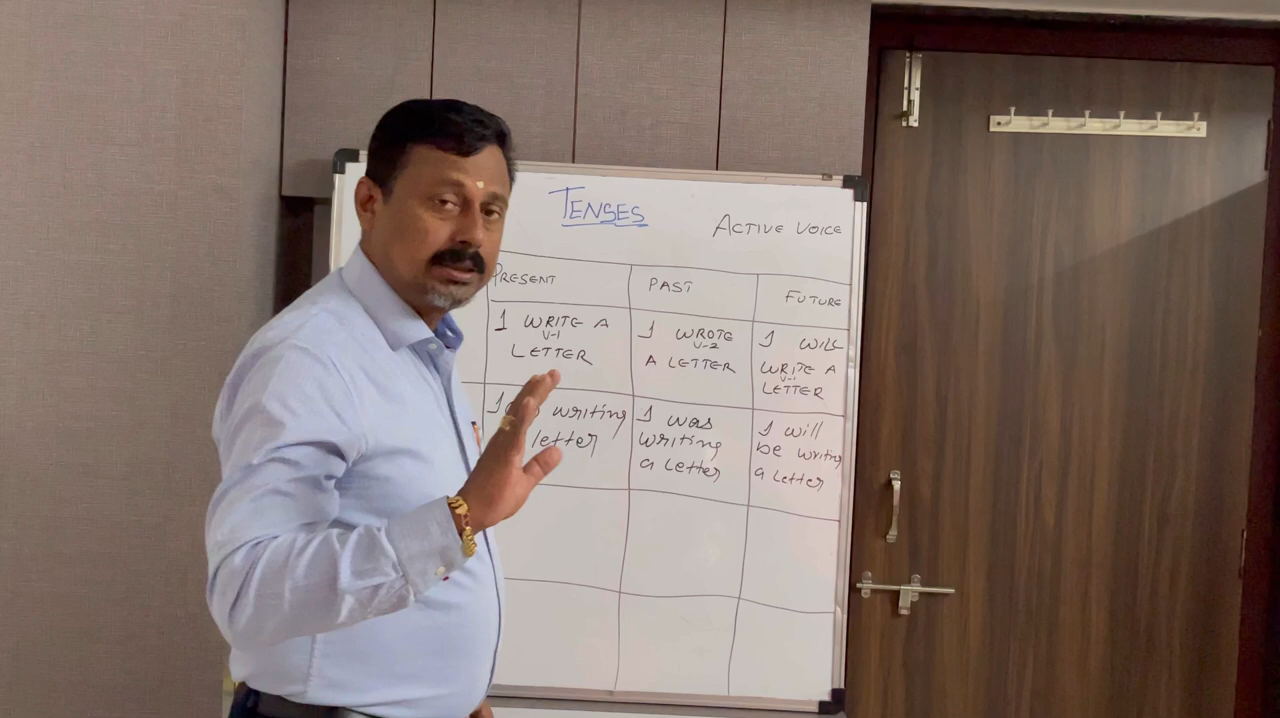 TENSES
ACTIVE VOICE
PRESENT
PAST
FUTURE
I WRITE A
V-1
LETTER
I WROTE
V-2
A LETTER
I WILL
WRITE A
V-1
LETTER
I writing
letter
I was
writing
a letter
I will
be writing
a letter